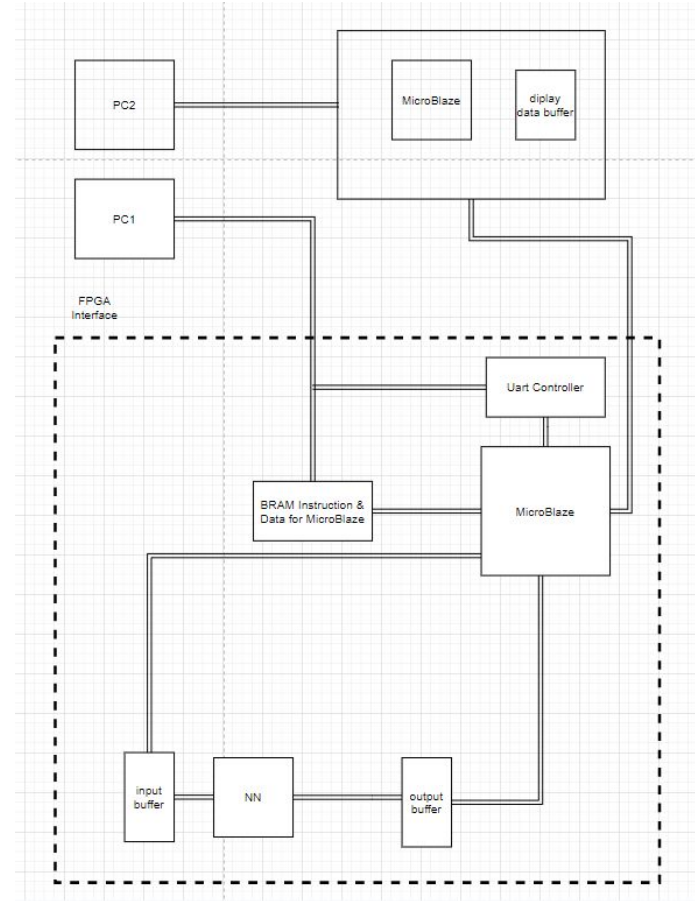 PC2
MicroBlaze
diplay
data buffer
PC1
FPGA
Interface
Uart Controller
BRAM Instruction &
Data for MicroBlaze
MicroBlaze
input
buffer
NN
output
buffer